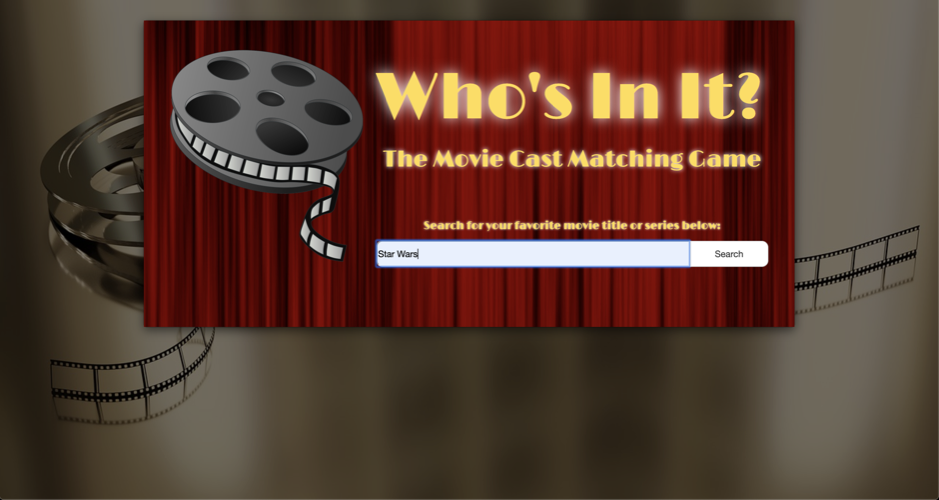 Who's In It?
The Movie Cast Matching Game
Search for your favorite movie title or series below:
Star Wars
Search